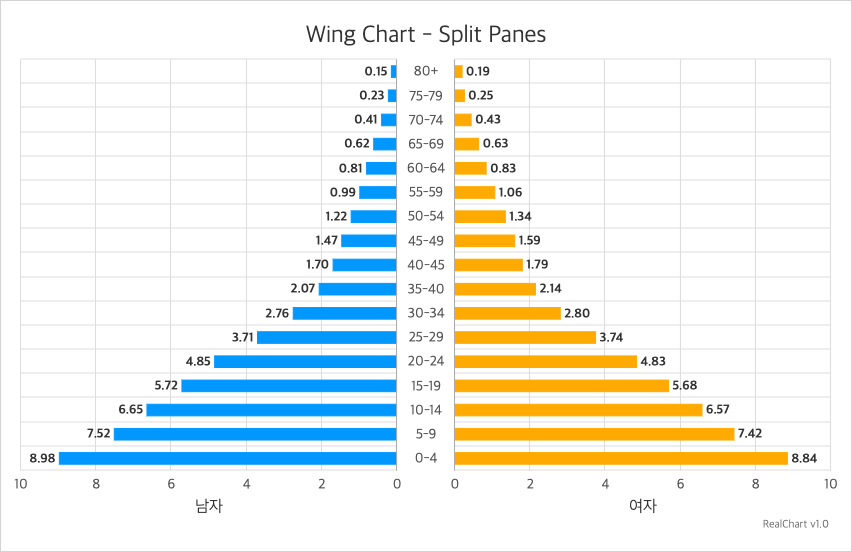 Wing Chart - Split Panes
0.15 80+ 0.19
0.23 75-79 0.25
0.41 70-74 0.43
0.62 65-69 0.63
0.81 60-64 0.83
0.99 55-59 1.06
1.22 50-54 1.34
1.47 45-49 1.59
1.70 40-45 1.79
2.07 35-40 2.14
2.76 30-34 2.80
3.71 25-29 3.74
4.85 20-24 4.83
5.72 15-19 5.68
6.65 10-14 6.57
7.52 5-9 7.42
8.98 0-4 8.84
10 8 6 4 2 0 0 2 4 6 8 10
남자 여자
RealChart v1.0